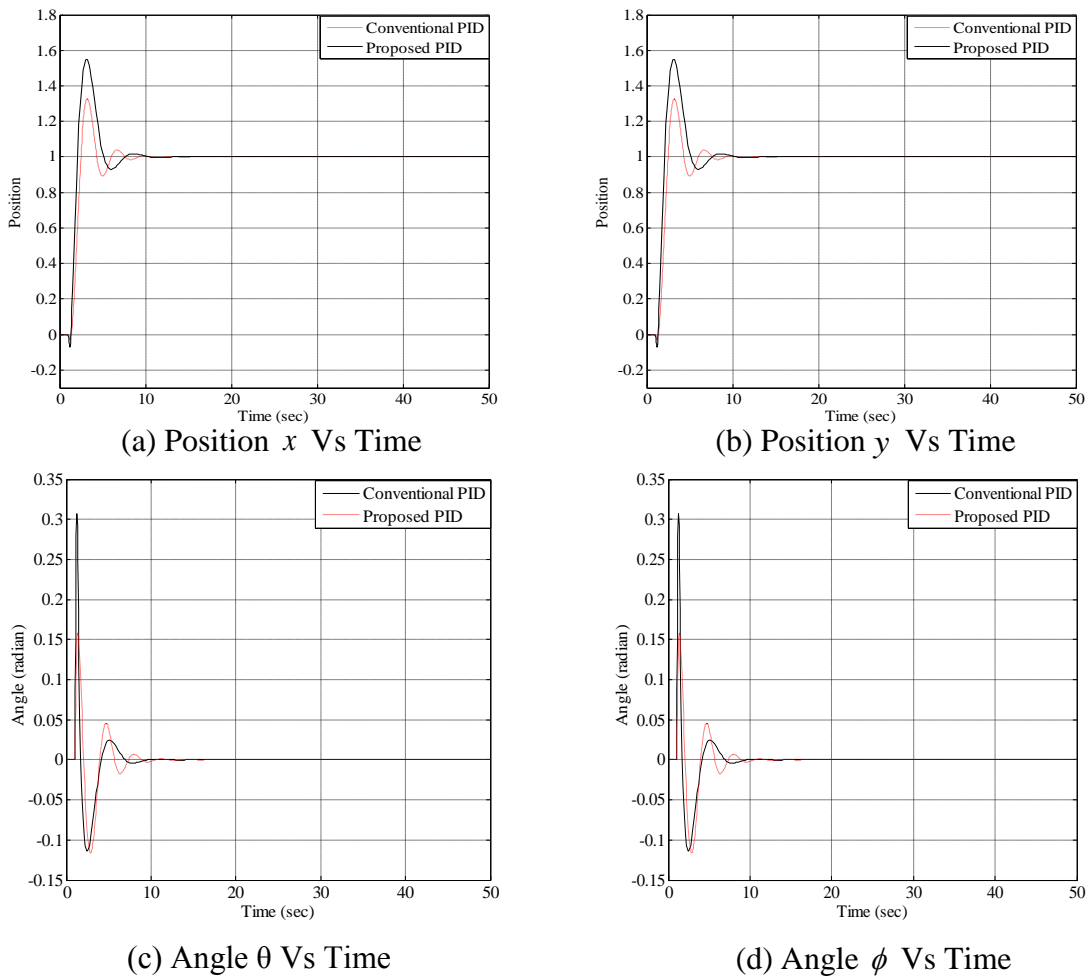 1.8
1.6
1.4
1.2
1
0.8
0.6
0.4
0.2
0
-0.2
Position
Conventional PID
Proposed PID
0 10 20 30 40 50
Time (sec)
(a) Position x Vs Time
1.8
1.6
1.4
1.2
1
0.8
0.6
0.4
0.2
0
-0.2
Position
Conventional PID
Proposed PID
0 10 20 30 40 50
Time (sec)
(b) Position y Vs Time
0.35
0.3
0.25
0.2
0.15
0.1
0.05
0
-0.05
-0.1
-0.15
Angle (radian)
Conventional PID
Proposed PID
0 10 20 30 40 50
Time (sec)
(c) Angle θ Vs Time
0.35
0.3
0.25
0.2
0.15
0.1
0.05
0
-0.05
-0.1
-0.15
Angle (radian)
Conventional PID
Proposed PID
0 10 20 30 40 50
Time (sec)
(d) Angle ϕ Vs Time